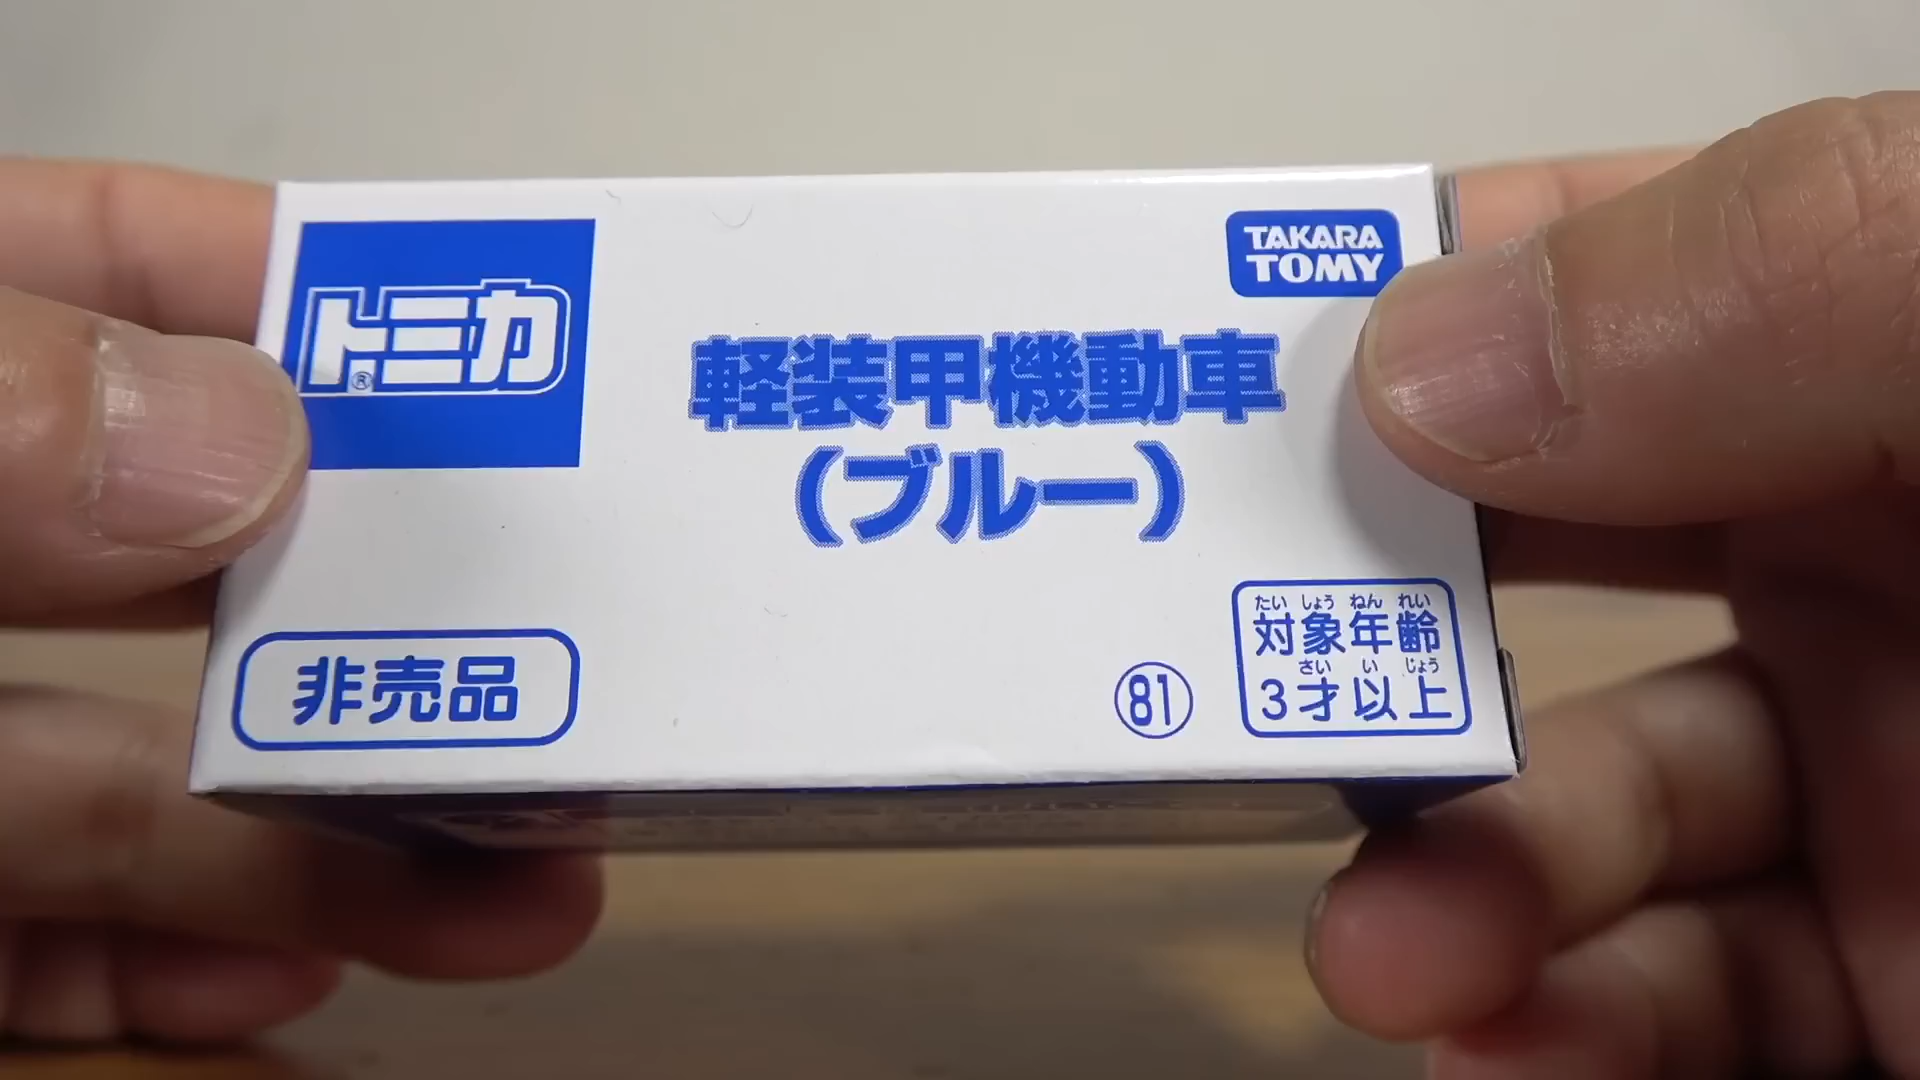 トミカ®
TAKARA
TOMY
軽装甲機動車
(ブルー)
非売品
81
たいしょうねんれい
対象年齢
さいいじょう
3才以上